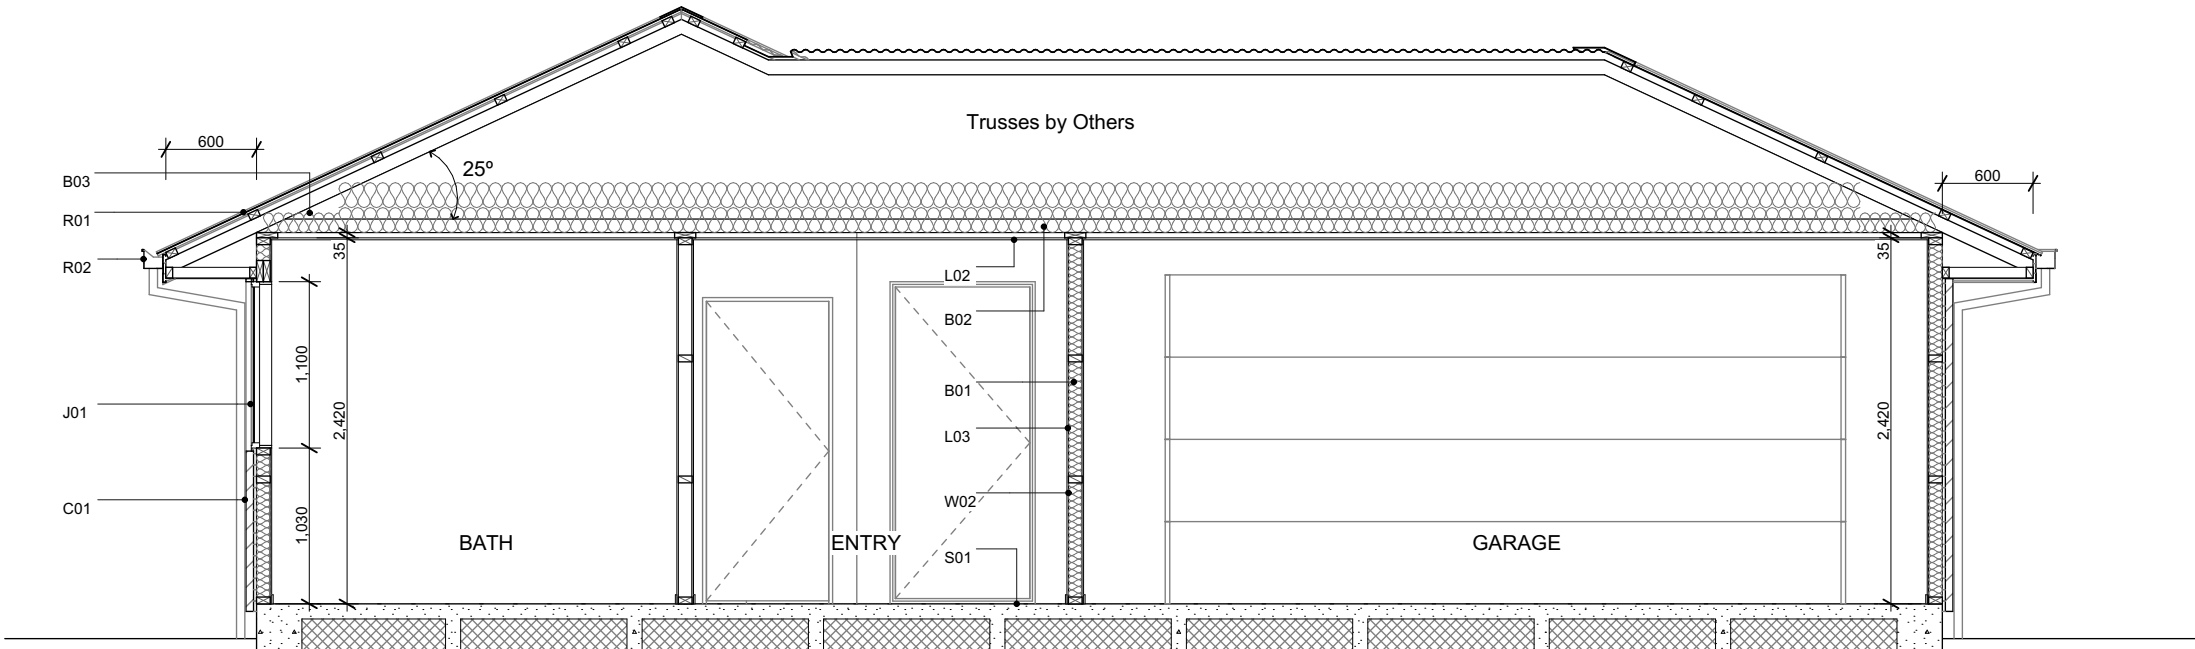 Trusses by Others
600
25º
B03
600
R01
R02
35
35
L02
B02
1,100
B01
J01
2,420
2,420
L03
C01
W02
1,030
BATH
ENTRY
GARAGE
S01